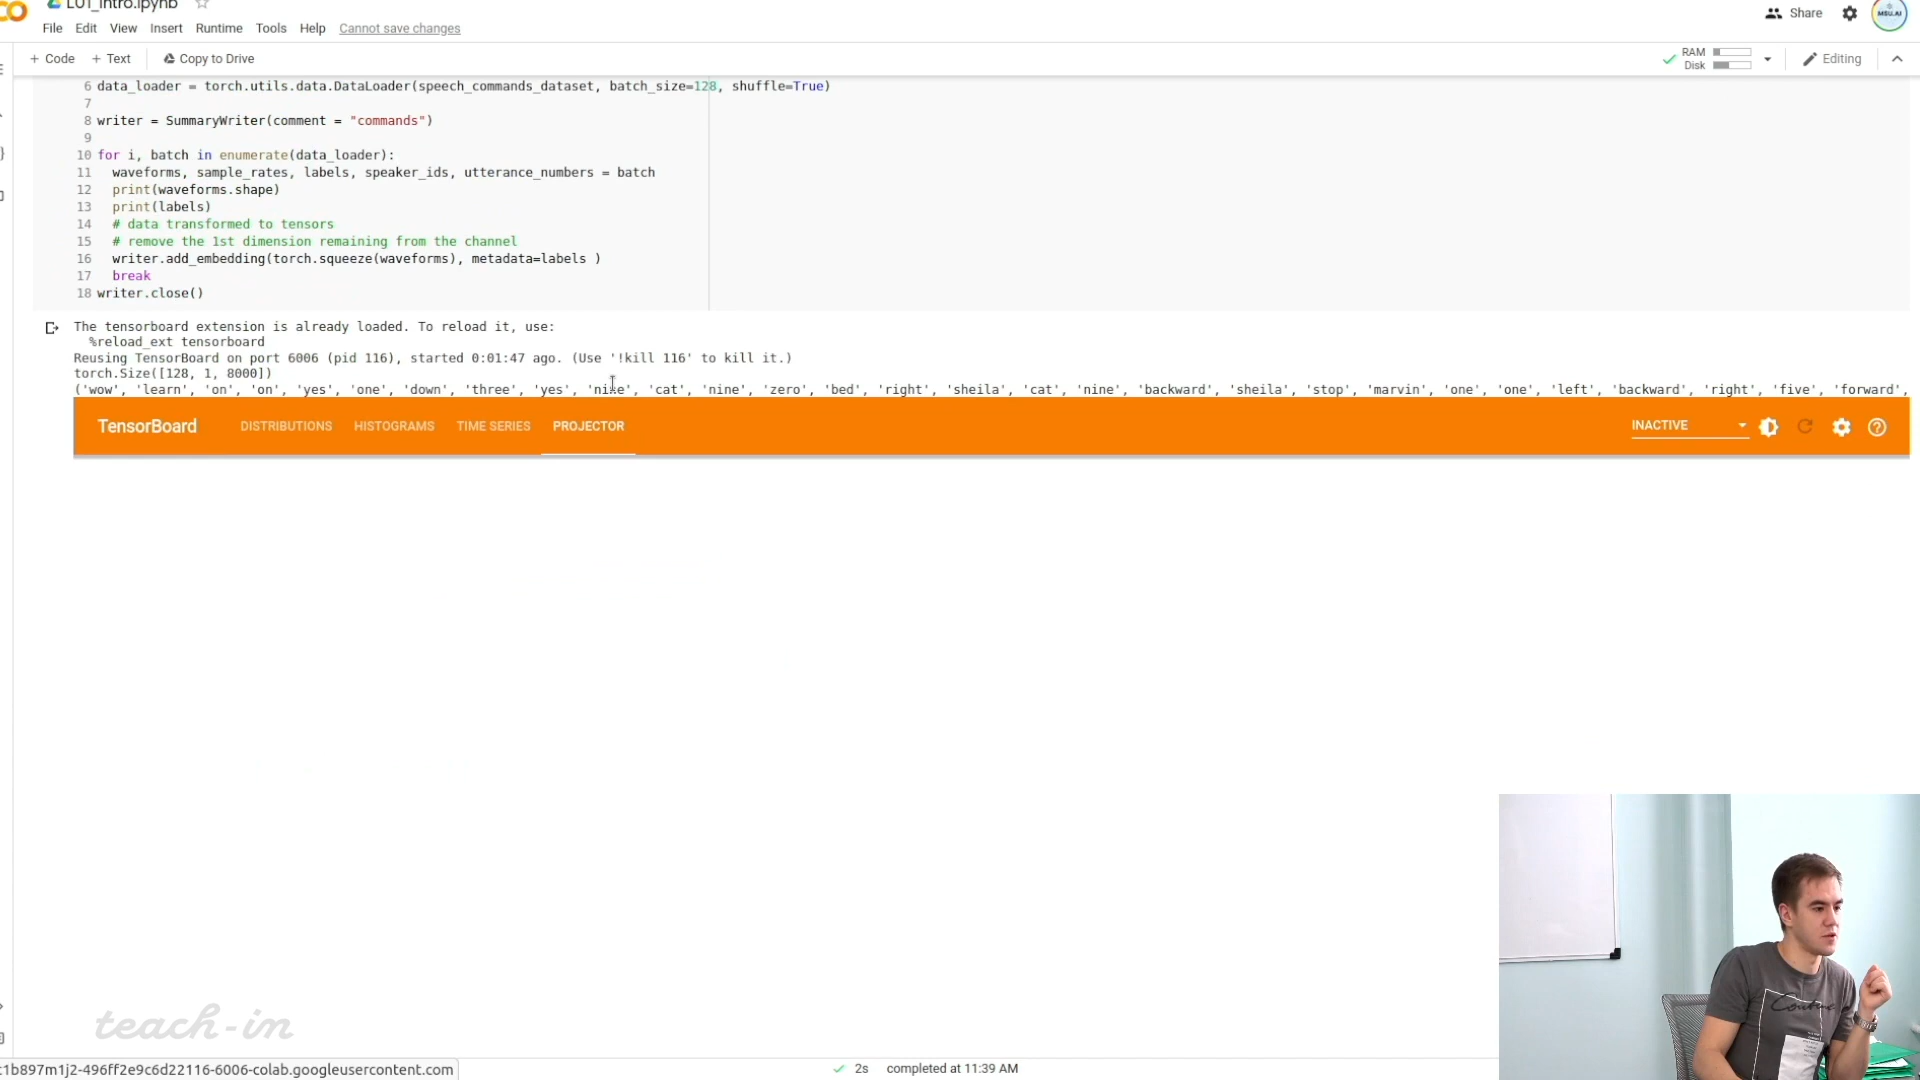 L01_Intro.ipynb
File Edit View Insert Runtime Tools Help Cannot save changes
Share
MSU.AI
+ Code + Text Copy to Drive
RAM
Disk
Editing
6 data_loader = torch.utils.data.DataLoader(speech_commands_dataset, batch_size=128, shuffle=True)
7
8 writer = SummaryWriter(comment = "commands")
9
10 for i, batch in enumerate(data_loader):
11 waveforms, sample_rates, labels, speaker_ids, utterance_numbers = batch
12 print(waveforms.shape)
13 print(labels)
14 # data transformed to tensors
15 # remove the 1st dimension remaining from the channel
16 writer.add_embedding(torch.squeeze(waveforms), metadata=labels )
17 break
18 writer.close()
The tensorboard extension is already loaded. To reload it, use:
%reload_ext tensorboard
Reusing TensorBoard on port 6006 (pid 116), started 0:01:47 ago. (Use '!kill 116' to kill it.)
torch.Size([128, 1, 8000])
('wow', 'learn', 'on', 'on', 'yes', 'one', 'down', 'three', 'yes', 'nine', 'cat', 'nine', 'zero', 'bed', 'right', 'sheila', 'cat', 'nine', 'backward', 'sheila', 'stop', 'marvin', 'one', 'one', 'left', 'backward', 'right', 'five', 'forward',
TensorBoard DISTRIBUTIONS HISTOGRAMS TIME SERIES PROJECTOR INACTIVE
teach-in
:1b897m1j2-496ff2e9c6d22116-6006-colab.googleusercontent.com
2s completed at 11:39 AM